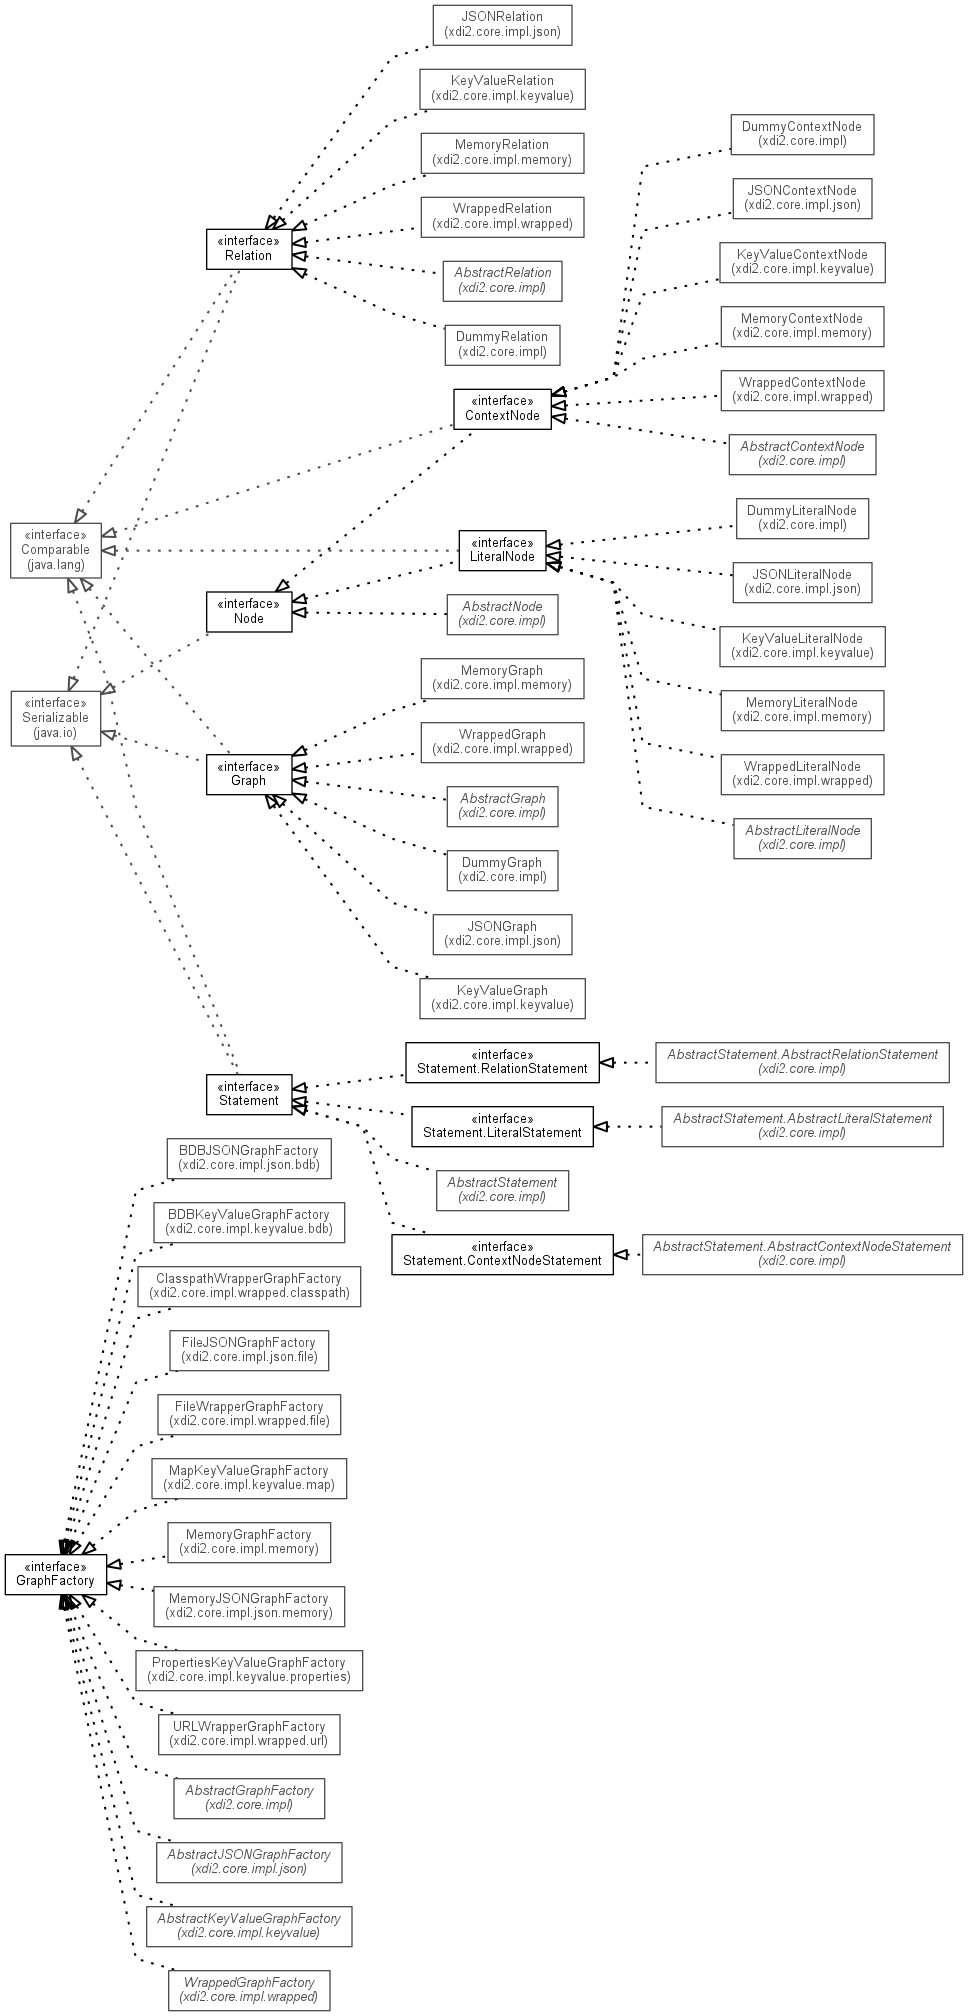 JSONRelation
(xdi2.core.impl.json)
KeyValueRelation
(xdi2.core.impl.keyvalue)
MemoryRelation
(xdi2.core.impl.memory)
WrappedRelation
(xdi2.core.impl.wrapped)
«interface»
Relation
AbstractRelation
(xdi2.core.impl)
DummyRelation
(xdi2.core.impl)
DummyContextNode
(xdi2.core.impl)
JSONContextNode
(xdi2.core.impl.json)
KeyValueContextNode
(xdi2.core.impl.keyvalue)
MemoryContextNode
(xdi2.core.impl.memory)
WrappedContextNode
(xdi2.core.impl.wrapped)
«interface»
ContextNode
AbstractContextNode
(xdi2.core.impl)
«interface»
Comparable
(java.lang)
«interface»
LiteralNode
DummyLiteralNode
(xdi2.core.impl)
JSONLiteralNode
(xdi2.core.impl.json)
KeyValueLiteralNode
(xdi2.core.impl.keyvalue)
MemoryLiteralNode
(xdi2.core.impl.memory)
WrappedLiteralNode
(xdi2.core.impl.wrapped)
AbstractLiteralNode
(xdi2.core.impl)
«interface»
Node
AbstractNode
(xdi2.core.impl)
«interface»
Serializable
(java.io)
MemoryGraph
(xdi2.core.impl.memory)
WrappedGraph
(xdi2.core.impl.wrapped)
«interface»
Graph
AbstractGraph
(xdi2.core.impl)
DummyGraph
(xdi2.core.impl)
JSONGraph
(xdi2.core.impl.json)
KeyValueGraph
(xdi2.core.impl.keyvalue)
«interface»
Statement
«interface»
Statement.RelationStatement
AbstractStatement.AbstractRelationStatement
(xdi2.core.impl)
«interface»
Statement.LiteralStatement
AbstractStatement.AbstractLiteralStatement
(xdi2.core.impl)
AbstractStatement
(xdi2.core.impl)
«interface»
Statement.ContextNodeStatement
AbstractStatement.AbstractContextNodeStatement
(xdi2.core.impl)
BDBJSONGraphFactory
(xdi2.core.impl.json.bdb)
BDBKeyValueGraphFactory
(xdi2.core.impl.keyvalue.bdb)
ClasspathWrapperGraphFactory
(xdi2.core.impl.wrapped.classpath)
FileJSONGraphFactory
(xdi2.core.impl.json.file)
FileWrapperGraphFactory
(xdi2.core.impl.wrapped.file)
MapKeyValueGraphFactory
(xdi2.core.impl.keyvalue.map)
MemoryGraphFactory
(xdi2.core.impl.memory)
«interface»
GraphFactory
MemoryJSONGraphFactory
(xdi2.core.impl.json.memory)
PropertiesKeyValueGraphFactory
(xdi2.core.impl.keyvalue.properties)
URLWrapperGraphFactory
(xdi2.core.impl.wrapped.url)
AbstractGraphFactory
(xdi2.core.impl)
AbstractJSONGraphFactory
(xdi2.core.impl.json)
AbstractKeyValueGraphFactory
(xdi2.core.impl.keyvalue)
WrappedGraphFactory
(xdi2.core.impl.wrapped)